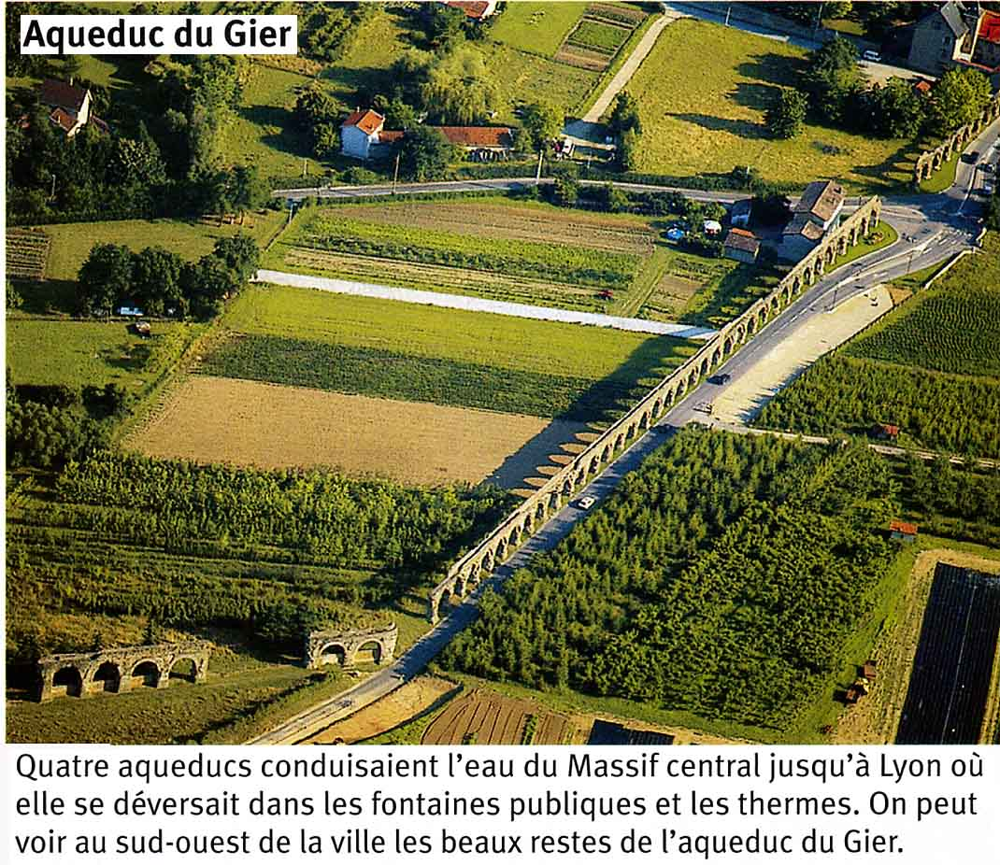 Aqueduc du Gier
Quatre aqueducs conduisaient l'eau du Massif central jusqu'à Lyon où
elle se déversait dans les fontaines publiques et les thermes. On peut
voir au sud-ouest de la ville les beaux restes de l'aqueduc du Gier.